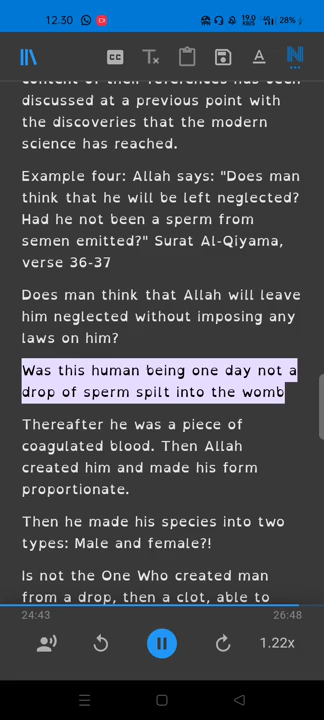 12.30
19.0
KB/S
4G
28%
CC
T×
A
N
content of their references has been
discussed at a previous point with
the discoveries that the modern
science has reached.
Example four: Allah says: "Does man
think that he will be left neglected?
Had he not been a sperm from
semen emitted?" Surat Al-Qiyama,
verse 36-37
Does man think that Allah will leave
him neglected without imposing any
laws on him?
Was this human being one day not a
drop of sperm spilt into the womb
Thereafter he was a piece of
coagulated blood. Then Allah
created him and made his form
proportionate.
Then he made his species into two
types: Male and female?!
Is not the One Who created man
from a drop, then a clot, able to
24:43
26:48
1.22x